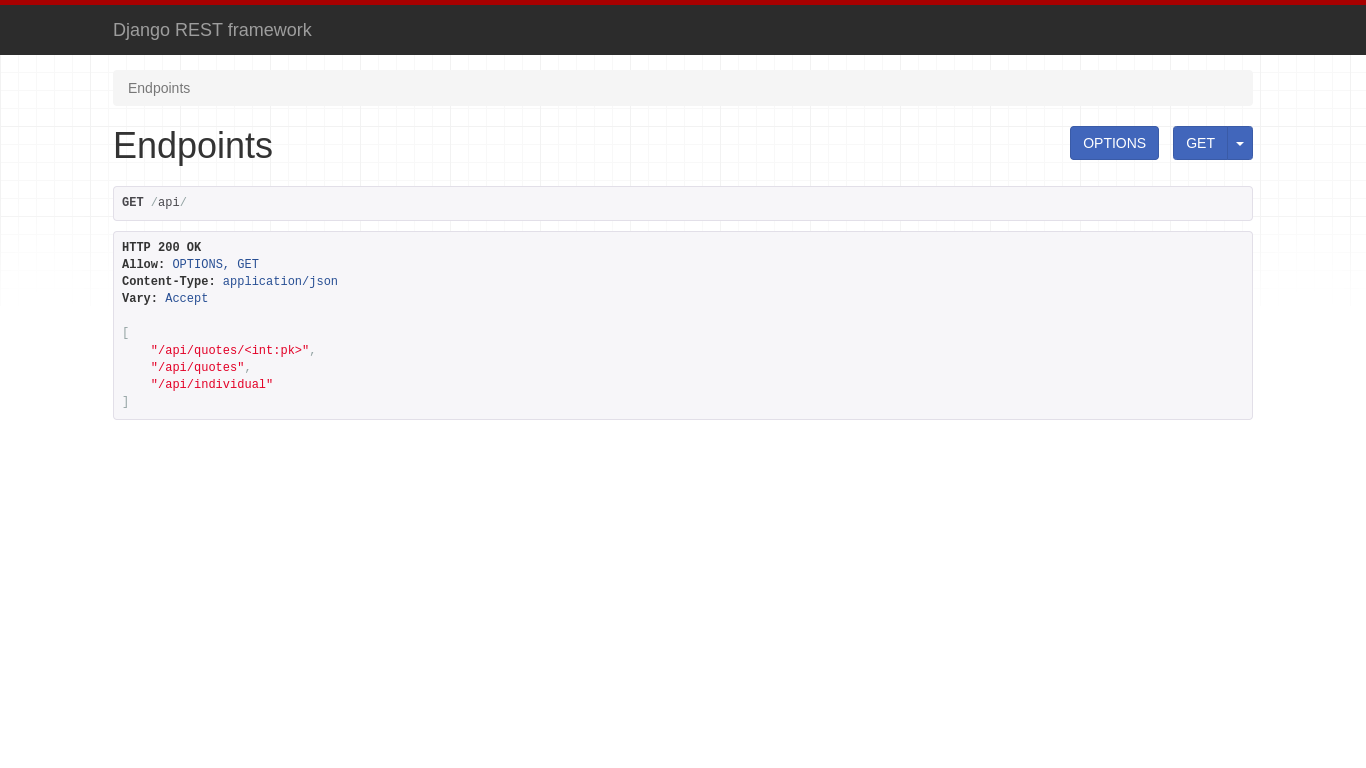 Django REST framework
Endpoints
Endpoints
OPTIONS
GET
GET /api/
HTTP 200 OK
Allow: OPTIONS, GET
Content-Type: application/json
Vary: Accept
[
    "/api/quotes/<int:pk>",
    "/api/quotes",
    "/api/individual"
]